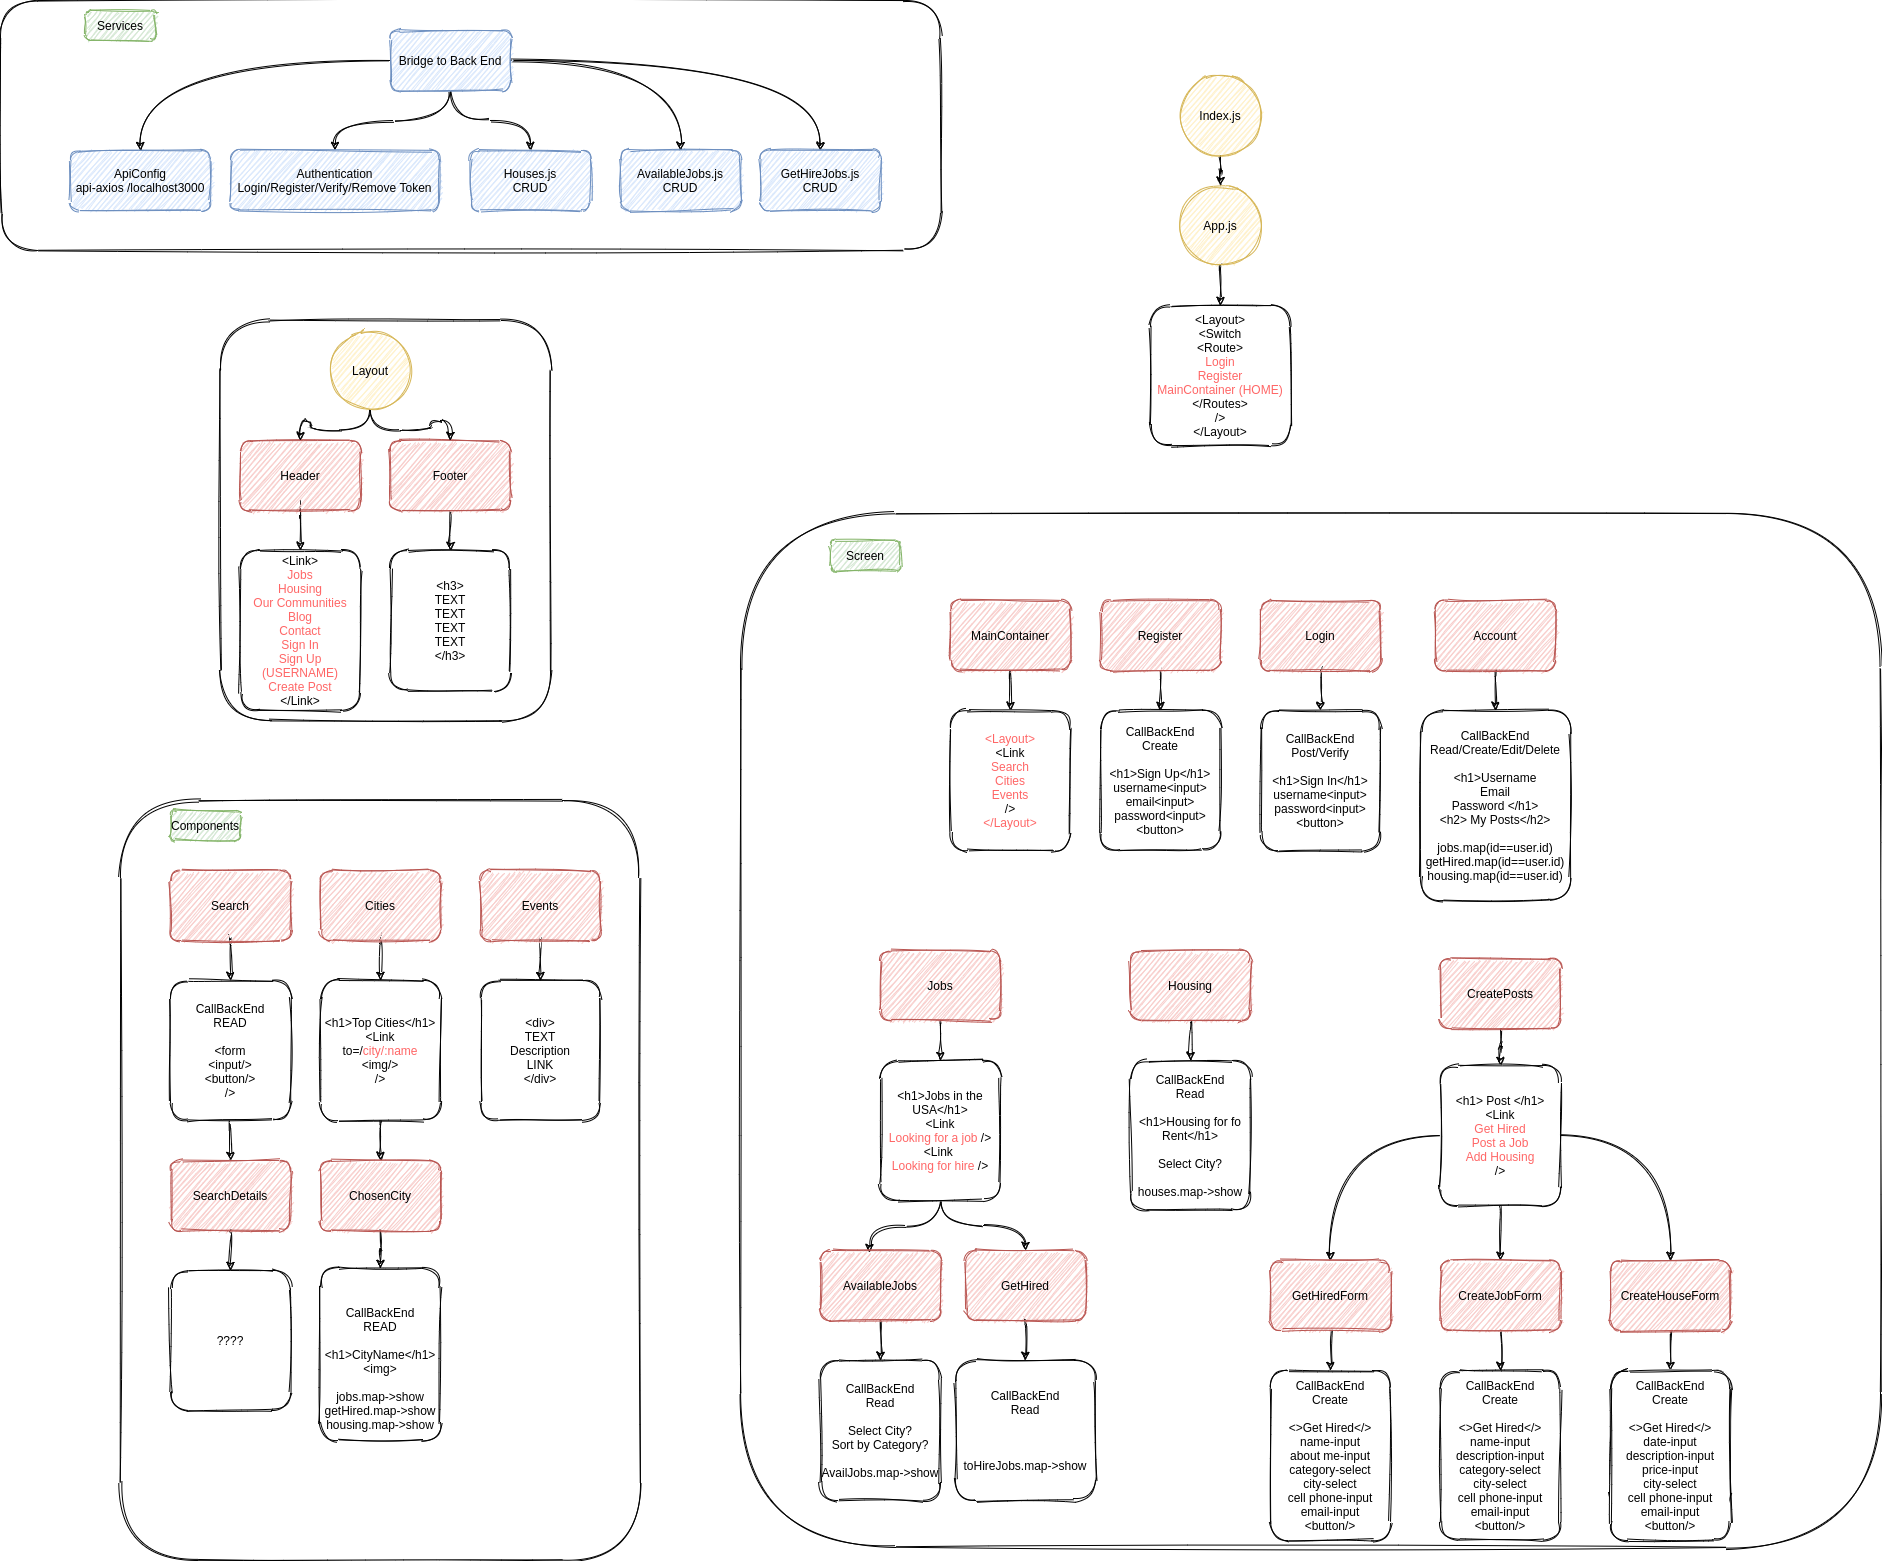 Services
Bridge to Back End
ApiConfig
api-axios /localhost3000
Authentication
Login/Register/Verify/Remove Token
Houses.js
CRUD
AvailableJobs.js
CRUD
GetHireJobs.js
CRUD
Index.js
App.js
<Layout>
<Switch
<Route>
Login
Register
MainContainer (HOME)
</Routes>
/>
</Layout>
Layout
Header
Footer
<Link>
Jobs
Housing
Our Communities
Blog
Contact
Sign In
Sign Up
(USERNAME)
Create Post
</Link>
<h3>
TEXT
TEXT
TEXT
TEXT
</h3>
Screen
MainContainer
Register
Login
Account
<Layout>
<Link
Search
Cities
Events
/>
</Layout>
CallBackEnd
Create
<h1>Sign Up</h1>
username<input>
email<input>
password<input>
<button>
CallBackEnd
Post/Verify
<h1>Sign In</h1>
username<input>
password<input>
<button>
CallBackEnd
Read/Create/Edit/Delete
<h1>Username
Email
Password </h1>
<h2> My Posts</h2>
jobs.map(id==user.id)
getHired.map(id==user.id)
housing.map(id==user.id)
Components
Search
Cities
Events
CallBackEnd
READ
<form
<input/>
<button/>
/>
<h1>Top Cities</h1>
<Link
to=/city/:name
<img/>
/>
<div>
TEXT
Description
LINK
</div>
SearchDetails
ChosenCity
????
CallBackEnd
READ
<h1>CityName</h1>
<img>
jobs.map->show
getHired.map->show
housing.map->show
Jobs
Housing
CreatePosts
<h1>Jobs in the
USA</h1>
<Link
Looking for a job />
<Link
Looking for hire />
CallBackEnd
Read
<h1>Housing for fo
Rent</h1>
Select City?
houses.map->show
<h1> Post </h1>
<Link
Get Hired
Post a Job
Add Housing
/>
AvailableJobs
GetHired
GetHiredForm
CreateJobForm
CreateHouseForm
CallBackEnd
Read
Select City?
Sort by Category?
AvailJobs.map->show
CallBackEnd
Read
toHireJobs.map->show
CallBackEnd
Create
<>Get Hired</>
name-input
about me-input
category-select
city-select
cell phone-input
email-input
<button/>
CallBackEnd
Create
<>Get Hired</>
name-input
description-input
category-select
city-select
cell phone-input
email-input
<button/>
CallBackEnd
Create
<>Get Hired</>
date-input
description-input
price-input
city-select
cell phone-input
email-input
<button/>